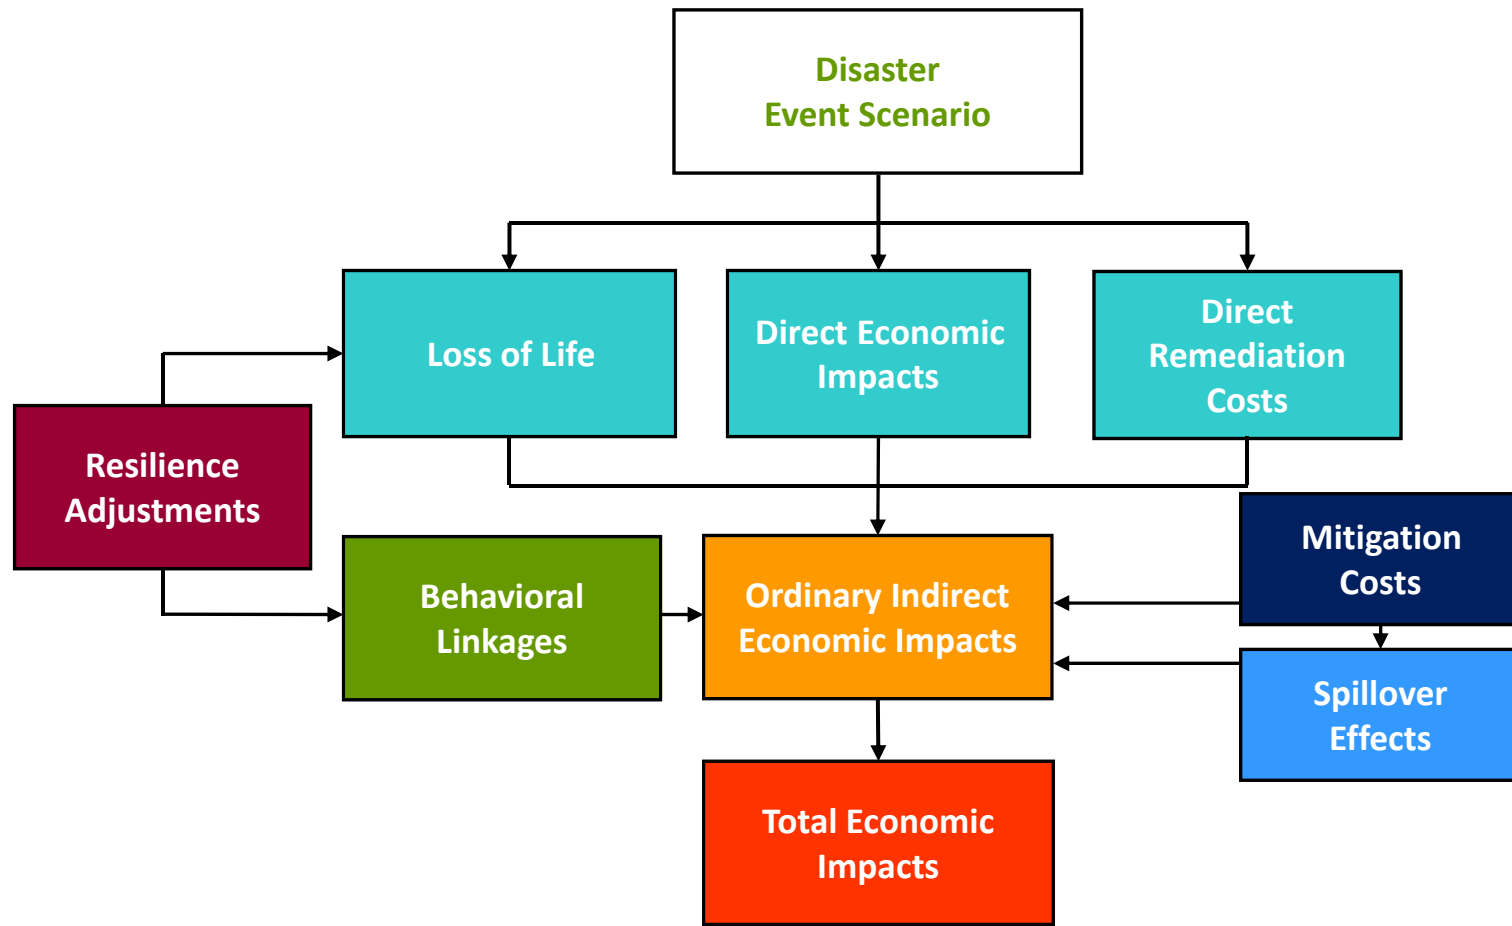 Disaster
Event Scenario
Loss of Life
Direct Economic
Impacts
Direct
Remediation
Costs
Resilience
Adjustments
Behavioral
Linkages
Ordinary Indirect
Economic Impacts
Mitigation
Costs
Spillover
Effects
Total Economic
Impacts